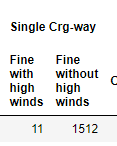 Single Crg-way
Fine Fine
with without
high high
winds winds C
11 1512